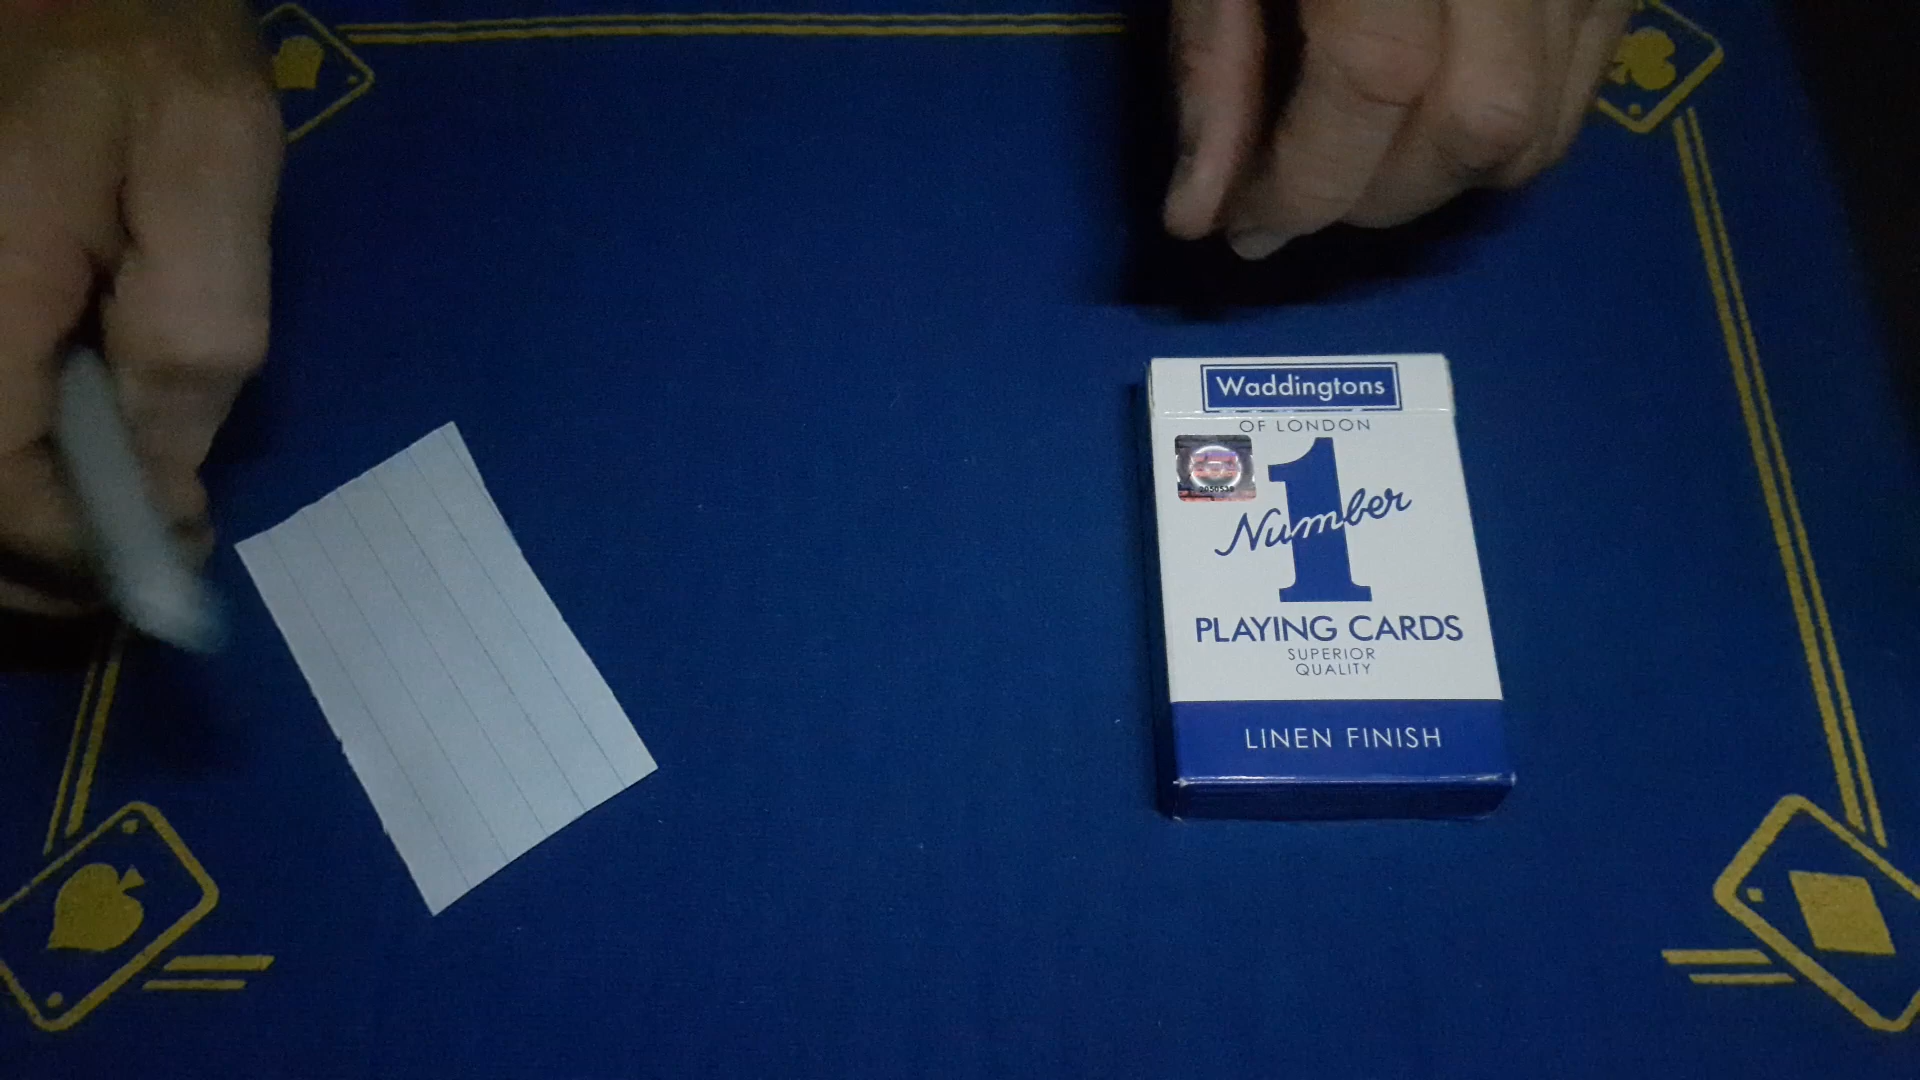 Waddingtons
OF LONDON
1
Number
PLAYING CARDS
SUPERIOR
QUALITY
LINEN FINISH